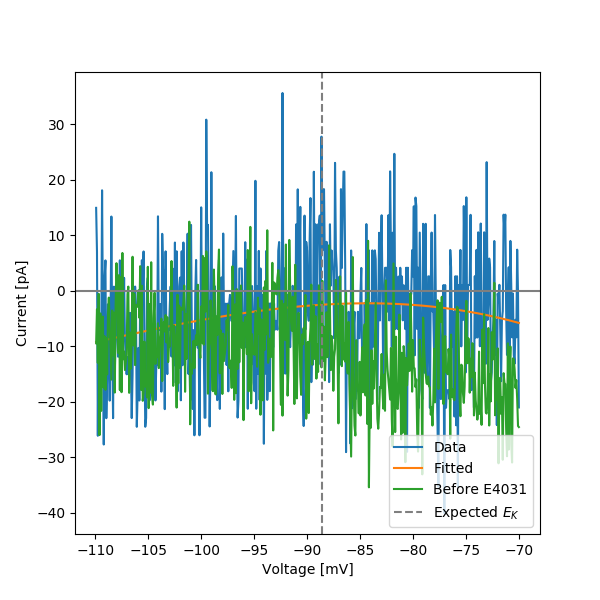 30
20
10
0
−10
−20
−30
−40
Current [pA]
Data
Fitted
Before E4031
Expected E_K
−110 −105 −100 −95 −90 −85 −80 −75 −70
Voltage [mV]